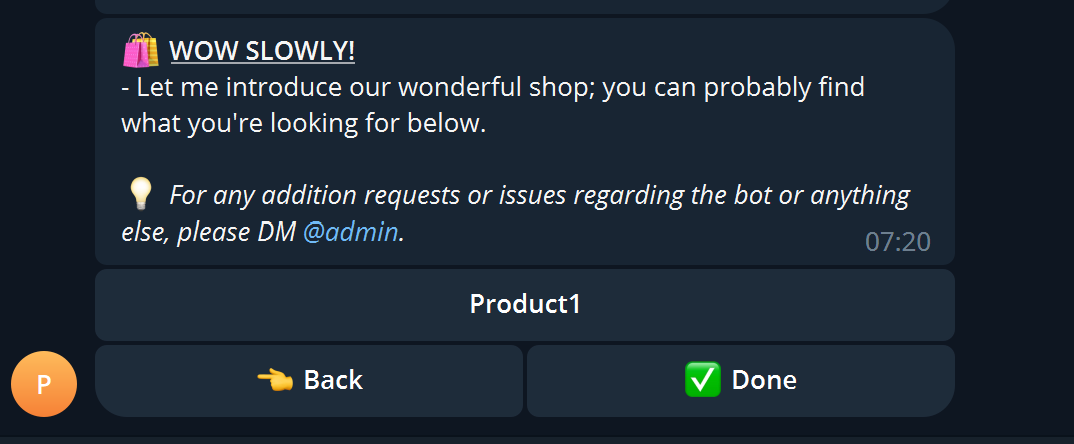 🛍 WOW SLOWLY!
- Let me introduce our wonderful shop; you can probably find
what you're looking for below.
💡 For any addition requests or issues regarding the bot or anything
else, please DM @admin.
07:20
Product1
P
👈 Back
✅ Done